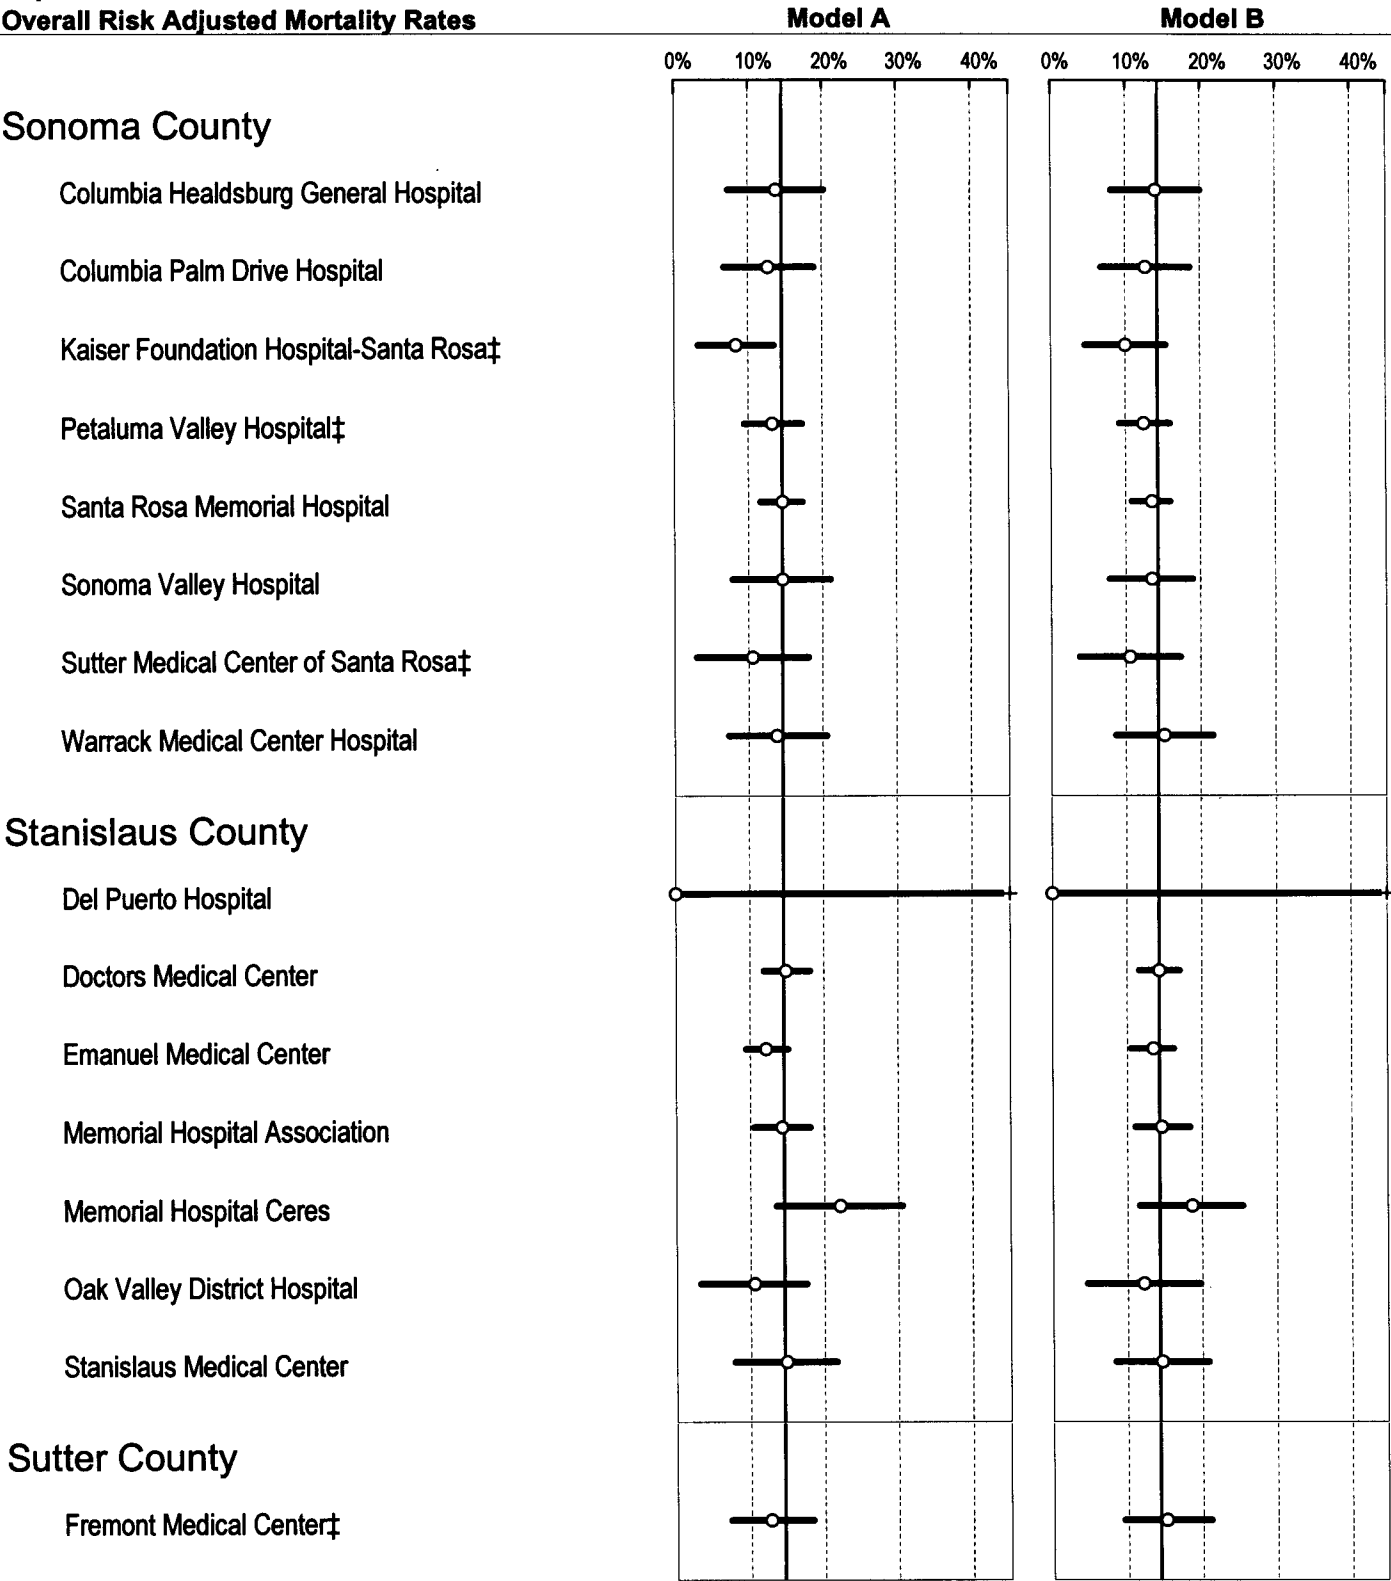 Overall Risk Adjusted Mortality Rates Model A Model B
0% 10% 20% 30% 40% 0% 10% 20% 30% 40%
Sonoma County
Columbia Healdsburg General Hospital
Columbia Palm Drive Hospital
Kaiser Foundation Hospital-Santa Rosa‡
Petaluma Valley Hospital‡
Santa Rosa Memorial Hospital
Sonoma Valley Hospital
Sutter Medical Center of Santa Rosa‡
Warrack Medical Center Hospital
Stanislaus County
Del Puerto Hospital
Doctors Medical Center
Emanuel Medical Center
Memorial Hospital Association
Memorial Hospital Ceres
Oak Valley District Hospital
Stanislaus Medical Center
Sutter County
Fremont Medical Center‡